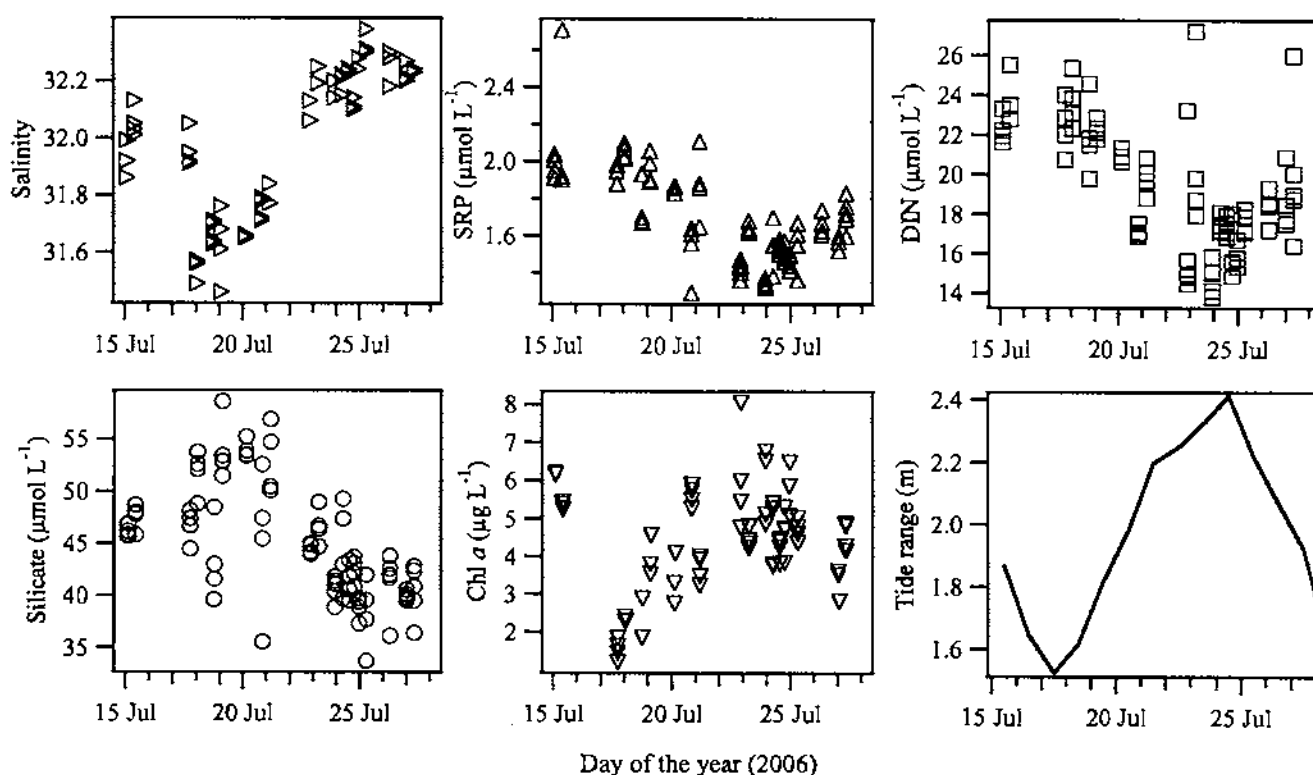 Salinity
32.2
32.0
31.8
31.6
15 Jul
20 Jul
25 Jul
SRP (μmol L⁻¹)
2.4
2.0
1.6
15 Jul
20 Jul
25 Jul
DIN (μmol L⁻¹)
26
24
22
20
18
16
14
15 Jul
20 Jul
25 Jul
Silicate (μmol L⁻¹)
55
50
45
40
35
15 Jul
20 Jul
25 Jul
Chl a (μg L⁻¹)
8
7
6
5
4
3
2
15 Jul
20 Jul
25 Jul
Tide range (m)
2.4
2.2
2.0
1.8
1.6
15 Jul
20 Jul
25 Jul
Day of the year (2006)